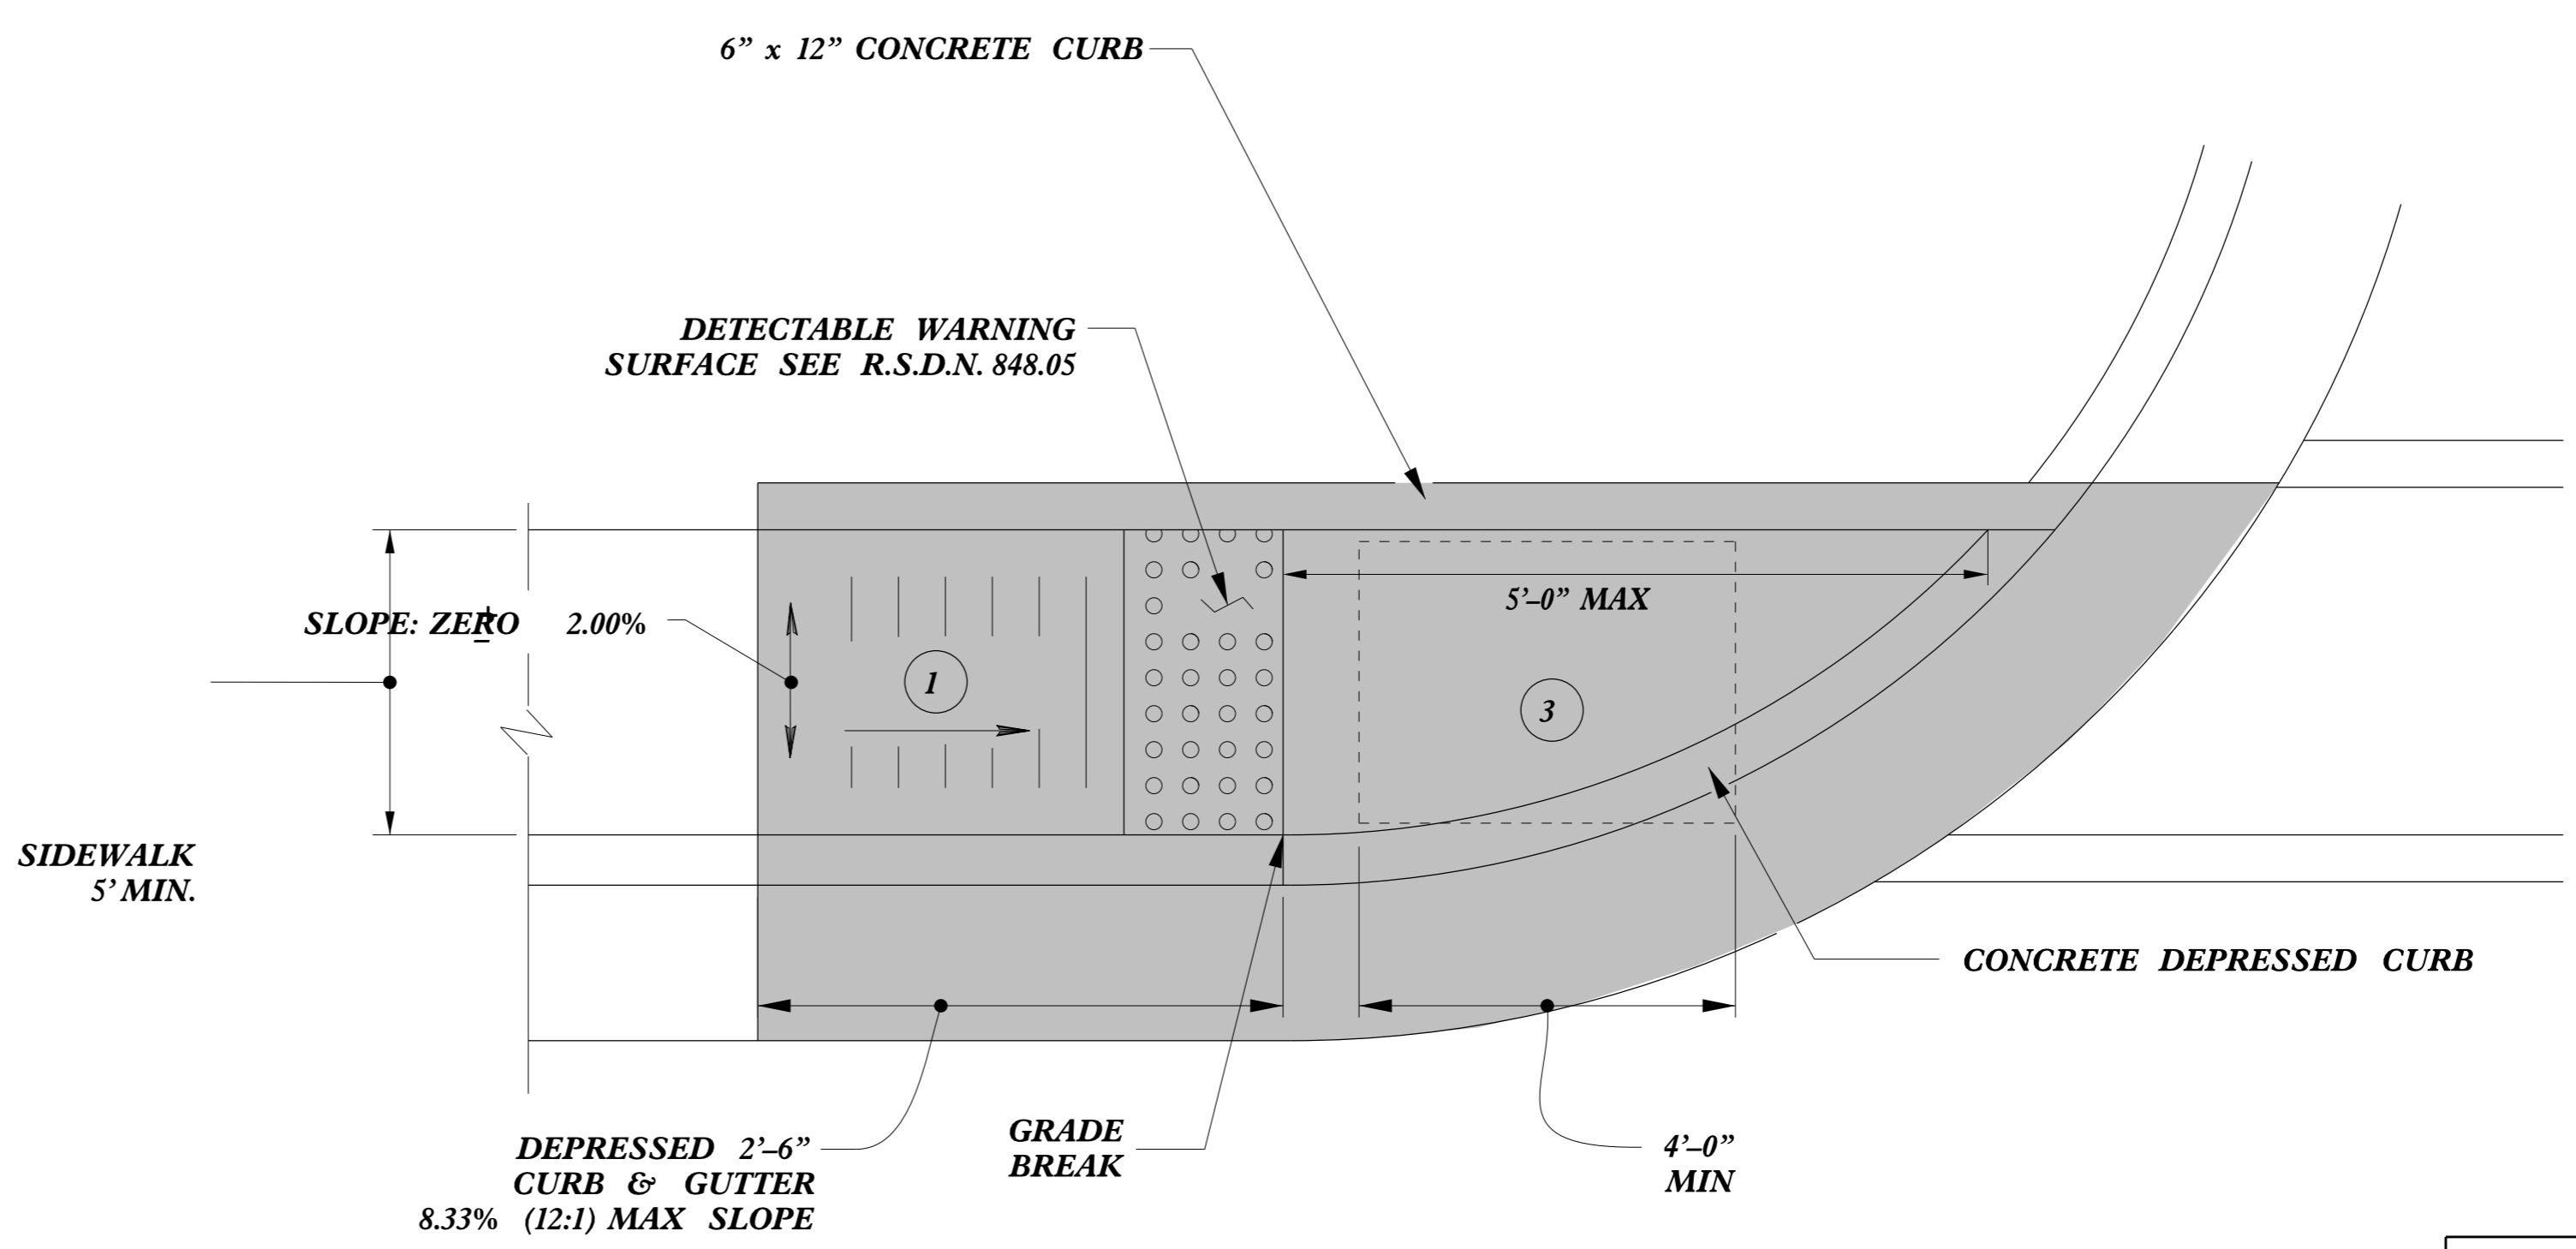 6” x 12” CONCRETE CURB
DETECTABLE WARNING
SURFACE SEE R.S.D.N. 848.05
5’–0” MAX
SLOPE: ZERO ± 2.00%
1
3
SIDEWALK
5’ MIN.
CONCRETE DEPRESSED CURB
DEPRESSED 2’–6”
CURB & GUTTER
8.33% (12:1) MAX SLOPE
GRADE
BREAK
4’–0”
MIN